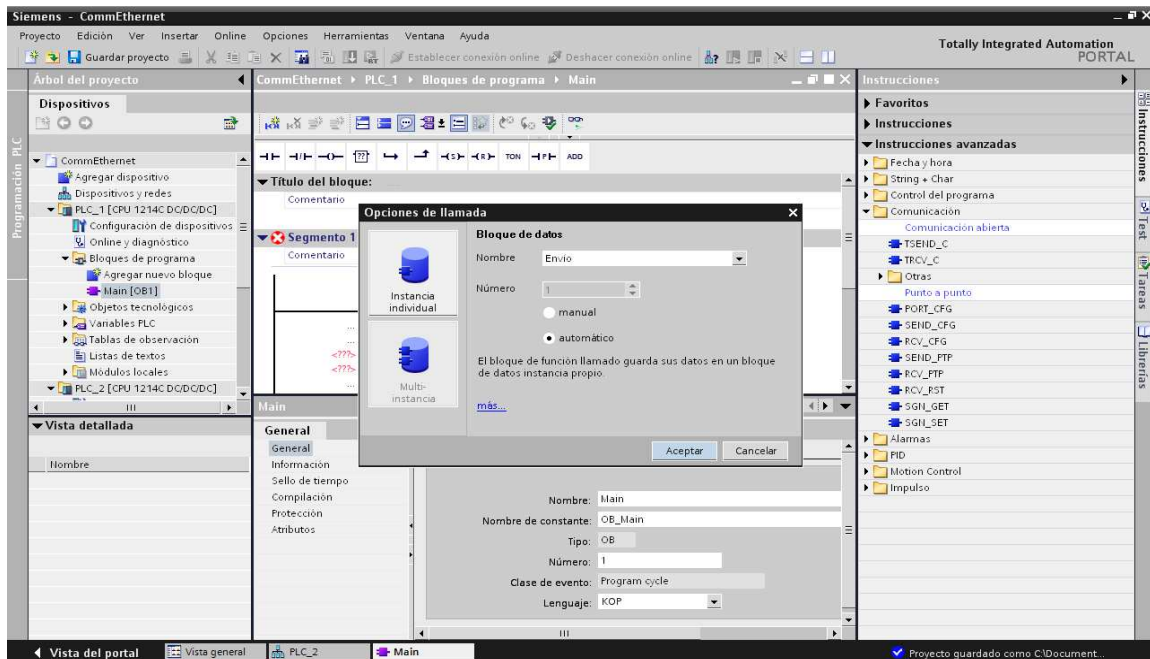 Siemens - CommEthernet
Proyecto Edición Ver Insertar Online Opciones Herramientas Ventana Ayuda
Totally Integrated Automation
PORTAL
Guardar proyecto
Establecer conexión online
Deshacer conexión online
Programación PLC
Árbol del proyecto
Dispositivos
CommEthernet
Agregar dispositivo
Dispositivos y redes
PLC_1 [CPU 1214C DC/DC/DC]
Configuración de dispositivos
Online y diagnóstico
Bloques de programa
Agregar nuevo bloque
Main [OB1]
Objetos tecnológicos
Variables PLC
Tablas de observación
Listas de textos
Módulos locales
PLC_2 [CPU 1214C DC/DC/DC]
Vista detallada
Nombre
CommEthernet PLC_1 Bloques de programa Main
?? (S) (R) TON P ADD
Título del bloque:
Comentario
Segmento 1
Comentario
...
<???>
<???>
...
Opciones de llamada
Instancia
individual
Multi-
instancia
Bloque de datos
Nombre Envío
Número 1
manual
automático
El bloque de función llamado guarda sus datos en un bloque
de datos instancia propio.
más...
Aceptar Cancelar
Main
General
General
Información
Sello de tiempo
Compilación
Protección
Atributos
Nombre: Main
Nombre de constante: OB_Main
Tipo: OB
Número: 1
Clase de evento: Program cycle
Lenguaje: KOP
Instrucciones
Favoritos
Instrucciones
Instrucciones avanzadas
Fecha y hora
String + Char
Control del programa
Comunicación
Comunicación abierta
TSEND_C
TRCV_C
Otras
Punto a punto
PORT_CFG
SEND_CFG
RCV_CFG
SEND_PTP
RCV_PTP
RCV_RST
SGN_GET
SGN_SET
Alarmas
PID
Motion Control
Impulso
Instrucciones
Test
Tareas
Librerías
Vista del portal
Vista general
PLC_2
Main
Proyecto guardado como C:\Document...